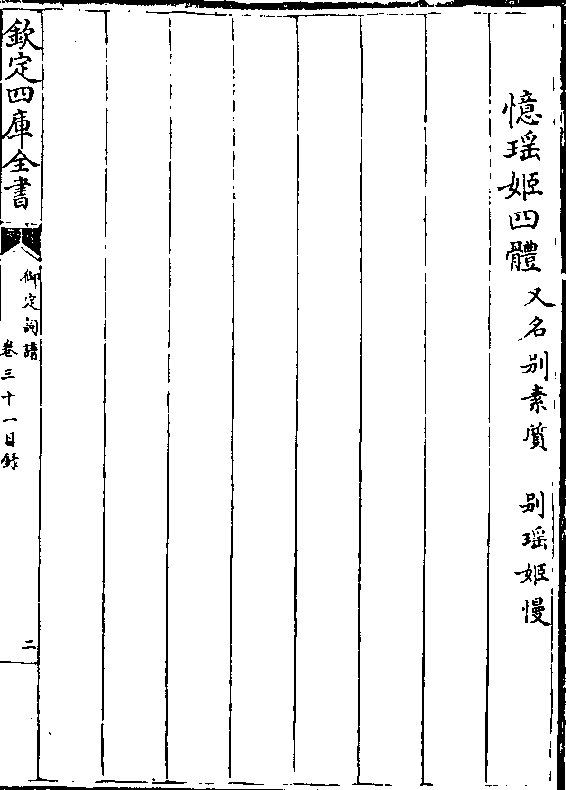 憶瑶姬四體 又名别素質 别瑶姬慢
欽定四庫全書
御定詞譜
卷三十一目錄
二